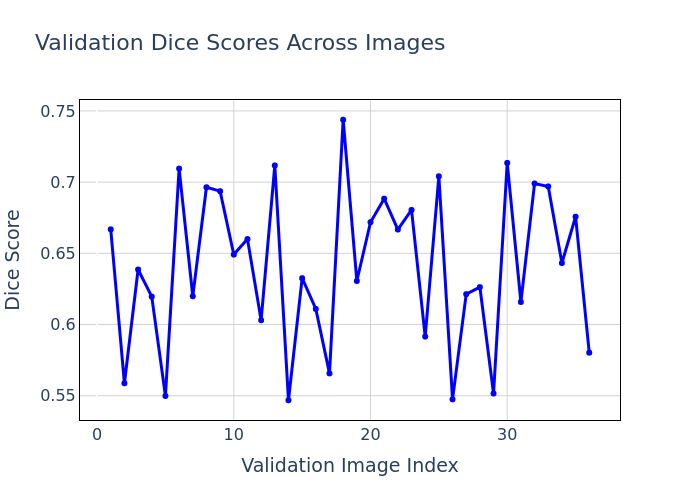 Validation Dice Scores Across Images
0.75
0.7
0.65
0.6
0.55
Dice Score
0 10 20 30
Validation Image Index